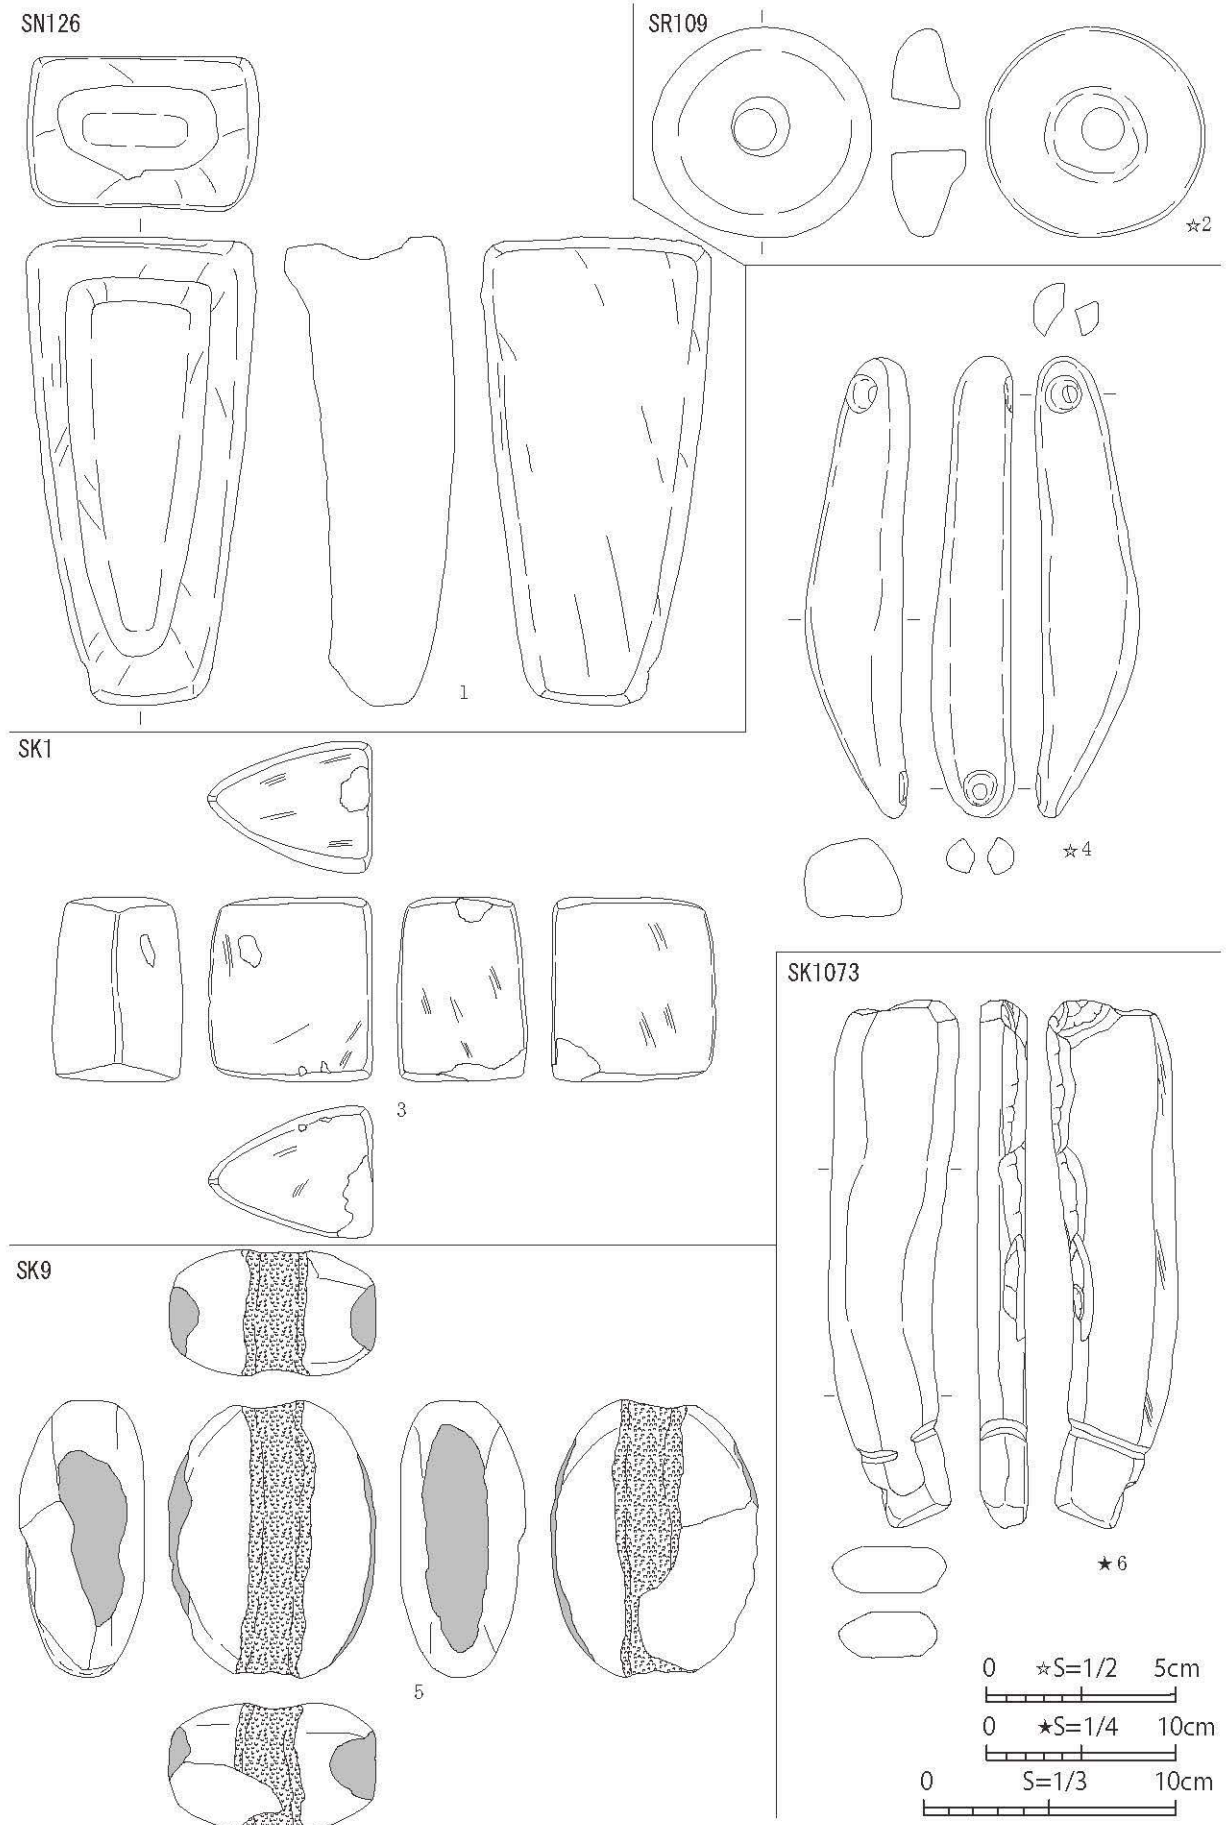 SN126
SR109
☆2
1
SK1
☆4
SK1073
3
SK9
★6
5
0 ☆S=1/2 5cm
0 ★S=1/4 10cm
0 S=1/3 10cm